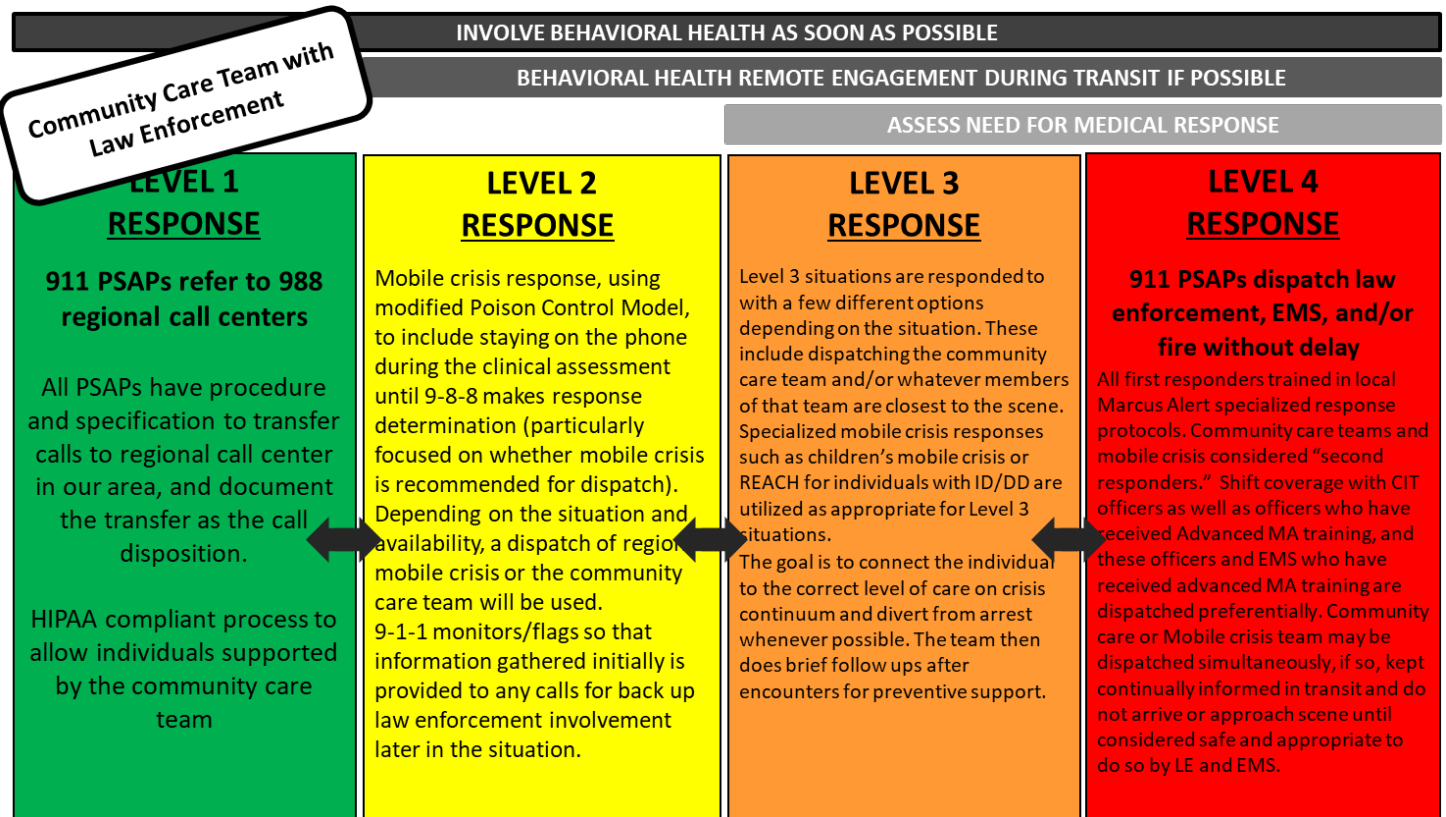 INVOLVE BEHAVIORAL HEALTH AS SOON AS POSSIBLE
BEHAVIORAL HEALTH REMOTE ENGAGEMENT DURING TRANSIT IF POSSIBLE
ASSESS NEED FOR MEDICAL RESPONSE
Community Care Team with
Law Enforcement
LEVEL 1
RESPONSE
911 PSAPs refer to 988
regional call centers
All PSAPs have procedure
and specification to transfer
calls to regional call center
in our area, and document
the transfer as the call
disposition.
HIPAA compliant process to
allow individuals supported
by the community care
team
LEVEL 2
RESPONSE
Mobile crisis response, using
modified Poison Control Model,
to include staying on the phone
during the clinical assessment
until 9-8-8 makes response
determination (particularly
focused on whether mobile crisis
is recommended for dispatch).
Depending on the situation and
availability, a dispatch of regional
mobile crisis or the community
care team will be used.
9-1-1 monitors/flags so that
information gathered initially is
provided to any calls for back up
law enforcement involvement
later in the situation.
LEVEL 3
RESPONSE
Level 3 situations are responded to
with a few different options
depending on the situation. These
include dispatching the community
care team and/or whatever members
of that team are closest to the scene.
Specialized mobile crisis responses
such as children’s mobile crisis or
REACH for individuals with ID/DD are
utilized as appropriate for Level 3
situations.
The goal is to connect the individual
to the correct level of care on crisis
continuum and divert from arrest
whenever possible. The team then
does brief follow ups after
encounters for preventive support.
LEVEL 4
RESPONSE
911 PSAPs dispatch law
enforcement, EMS, and/or
fire without delay
All first responders trained in local
Marcus Alert specialized response
protocols. Community care teams and
mobile crisis considered “second
responders.” Shift coverage with CIT
officers as well as officers who have
received Advanced MA training, and
these officers and EMS who have
received advanced MA training are
dispatched preferentially. Community
care or Mobile crisis team may be
dispatched simultaneously, if so, kept
continually informed in transit and do
not arrive or approach scene until
considered safe and appropriate to
do so by LE and EMS.